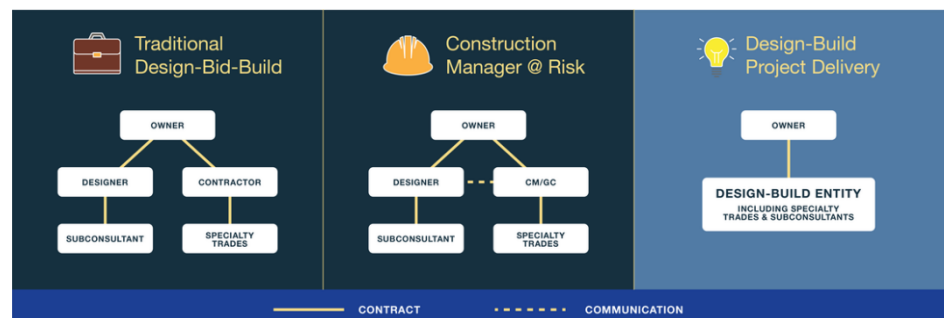 Traditional
Design-Bid-Build
OWNER
DESIGNER
CONTRACTOR
SUBCONSULTANT
SPECIALTY
TRADES
Construction
Manager @ Risk
OWNER
DESIGNER
CM/GC
SUBCONSULTANT
SPECIALTY
TRADES
Design-Build
Project Delivery
OWNER
DESIGN-BUILD ENTITY
INCLUDING SPECIALTY
TRADES & SUBCONSULTANTS
CONTRACT
COMMUNICATION